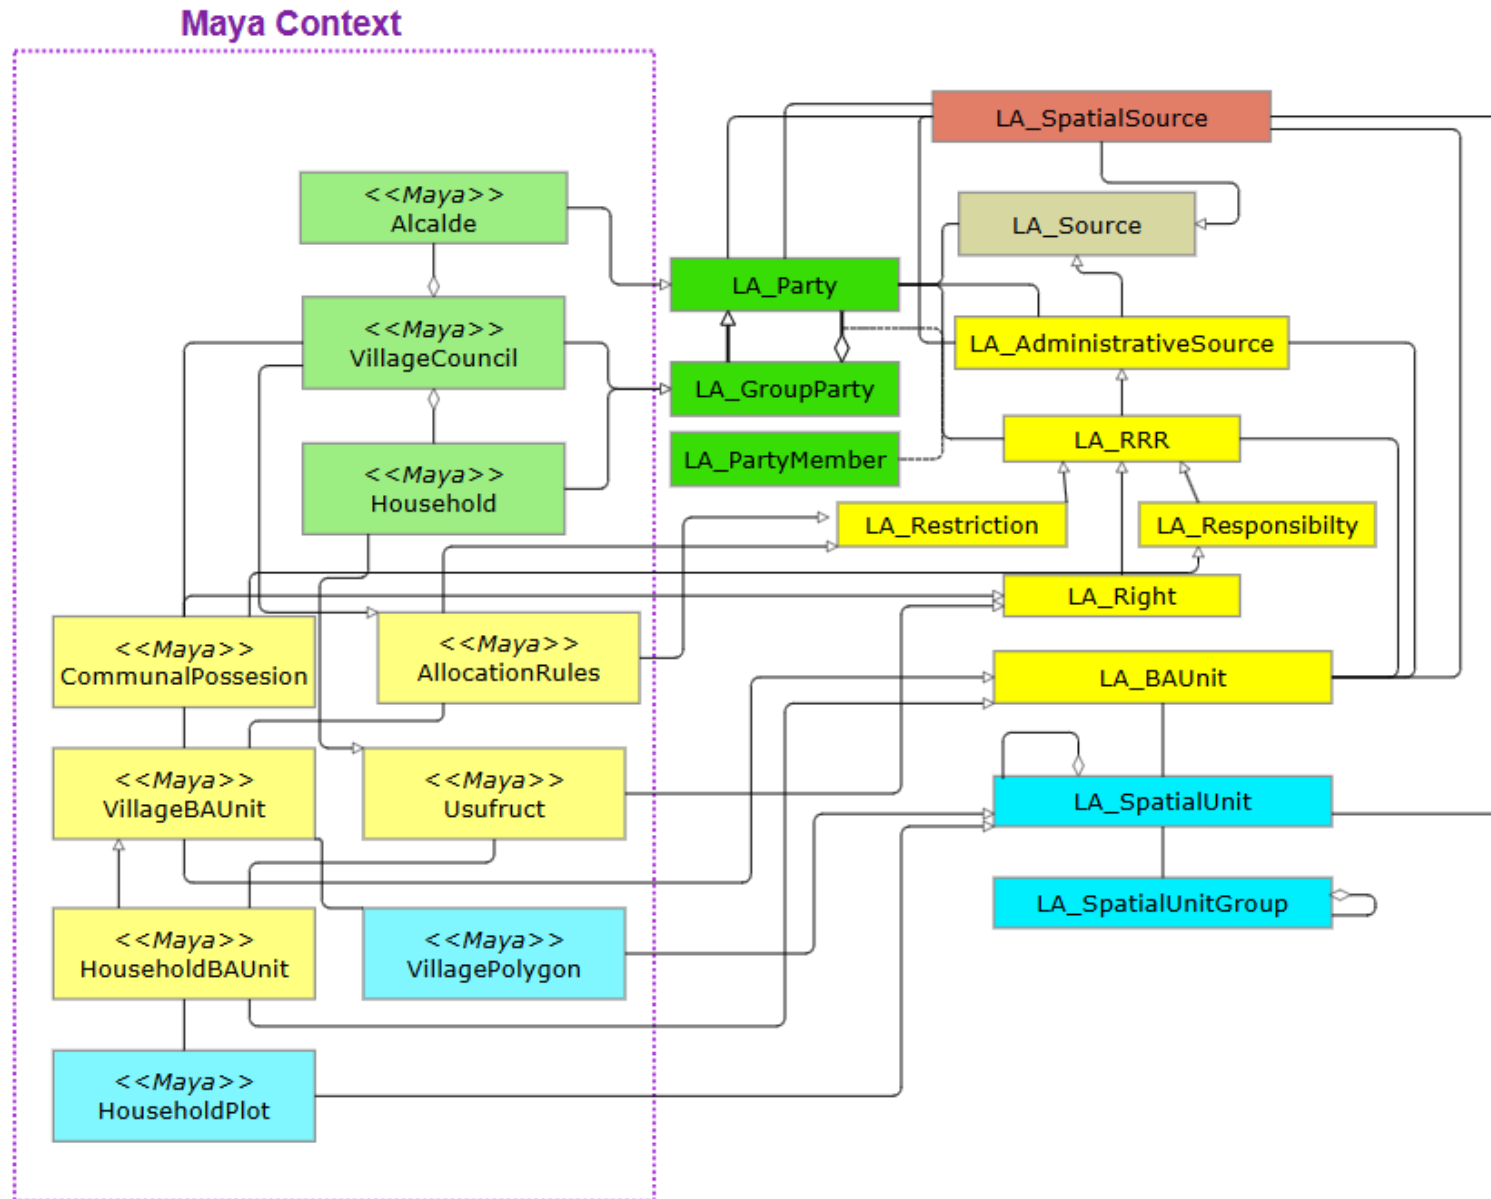 Maya Context
LA_SpatialSource
<<Maya>>
Alcalde
LA_Source
LA_Party
<<Maya>>
VillageCouncil
LA_AdministrativeSource
LA_GroupParty
LA_RRR
LA_PartyMember
<<Maya>>
Household
LA_Restriction
LA_Responsibilty
LA_Right
<<Maya>>
CommunalPossesion
<<Maya>>
AllocationRules
LA_BAUnit
<<Maya>>
VillageBAUnit
<<Maya>>
Usufruct
LA_SpatialUnit
LA_SpatialUnitGroup
<<Maya>>
HouseholdBAUnit
<<Maya>>
VillagePolygon
<<Maya>>
HouseholdPlot